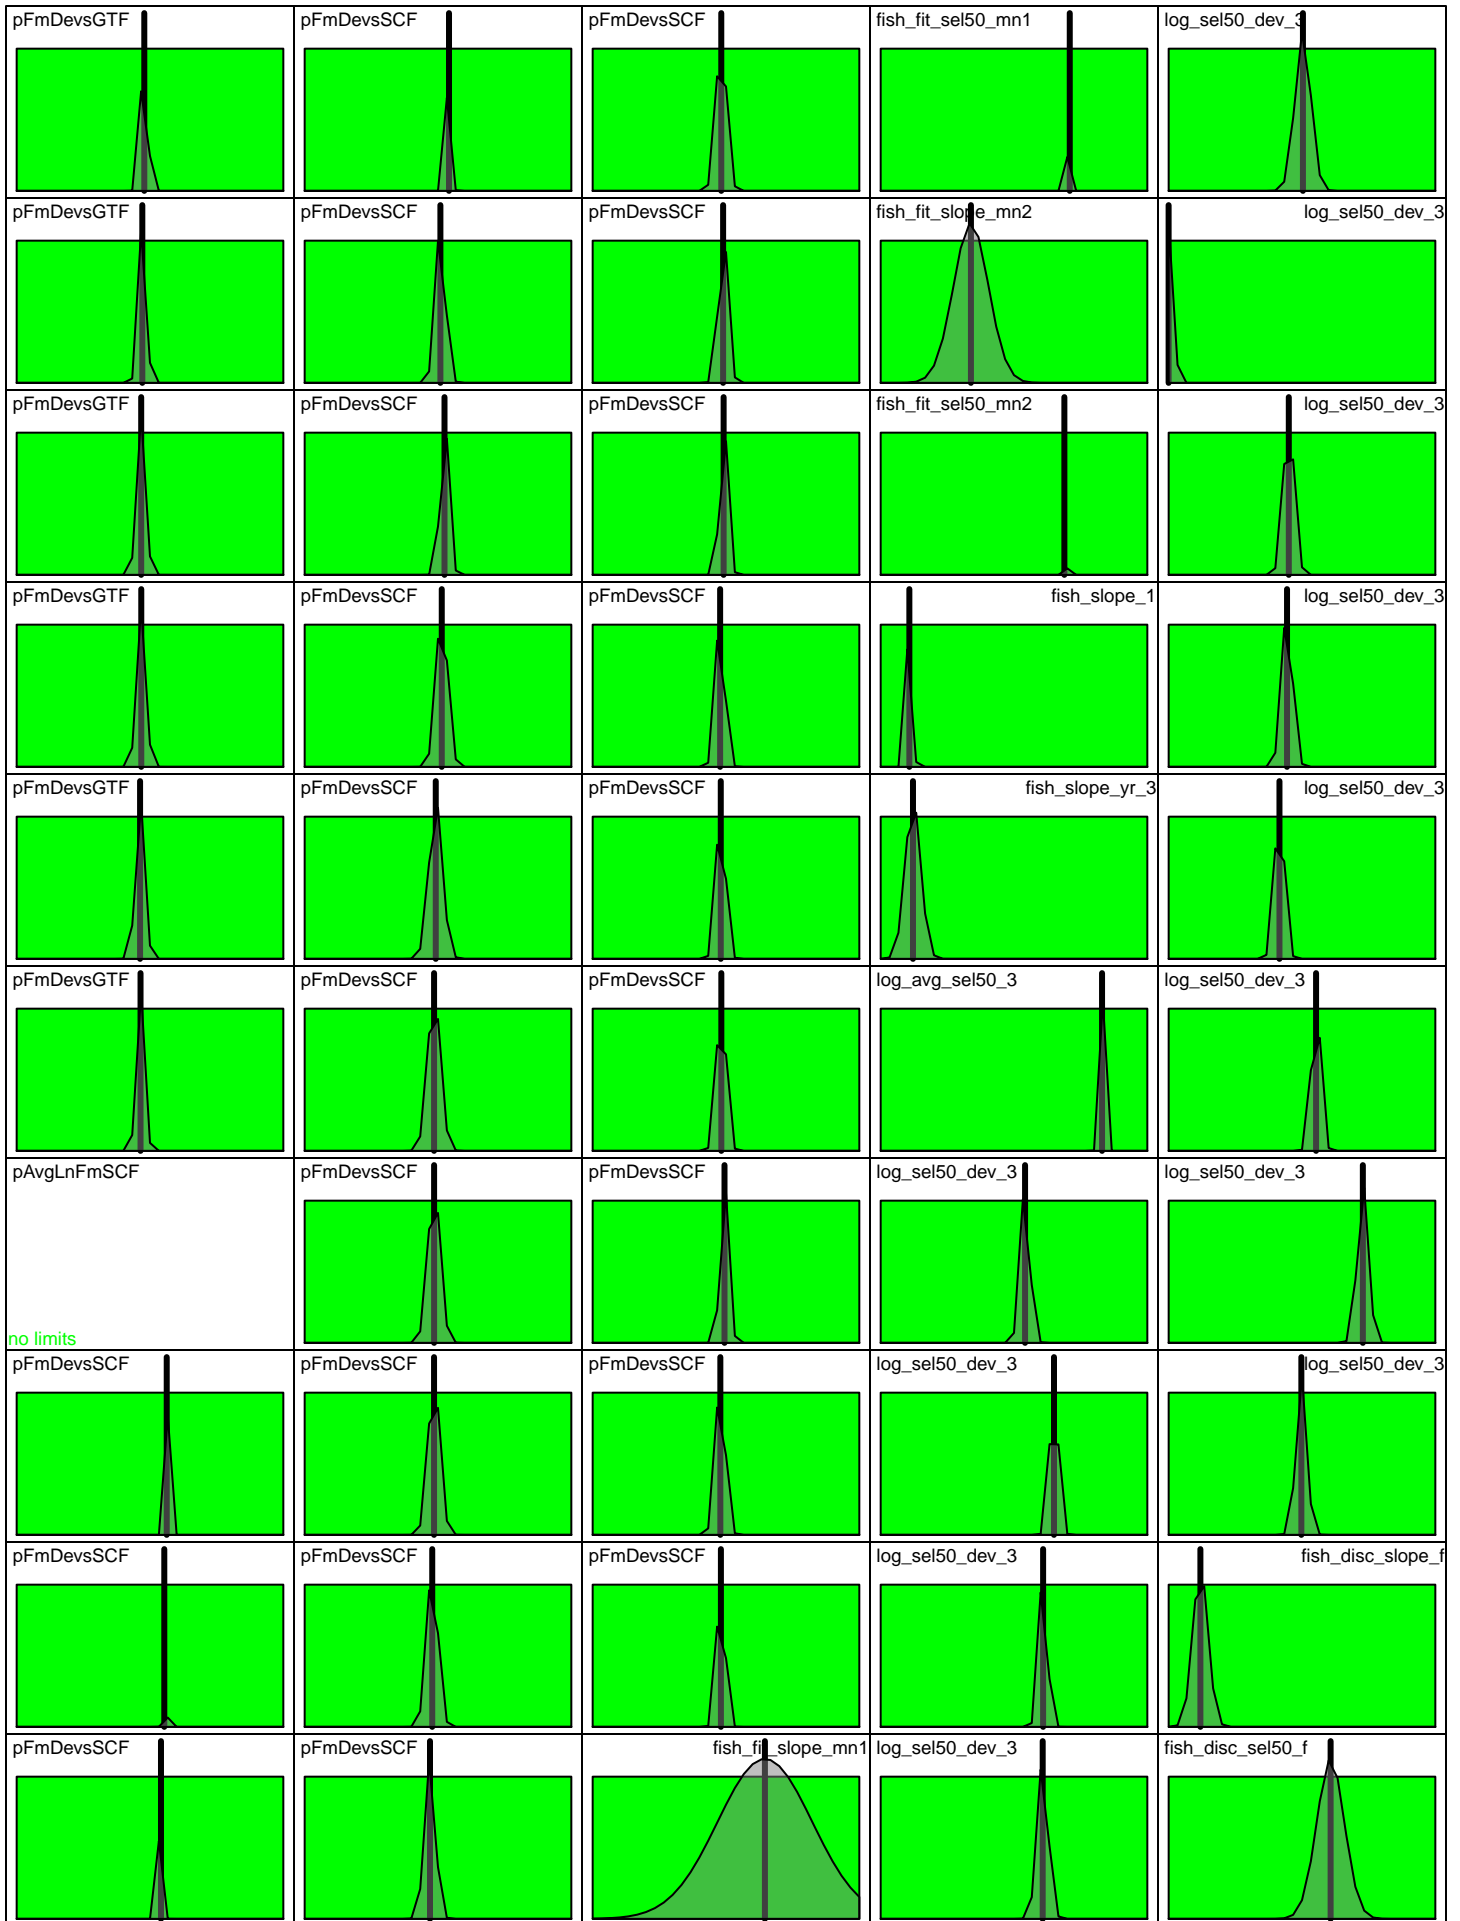 pFmDevsGTF
pFmDevsSCF
pFmDevsSCF
fish_fit_sel50_mn1
log_sel50_dev_3
pFmDevsGTF
pFmDevsSCF
pFmDevsSCF
fish_fit_slope_mn2
log_sel50_dev_3
pFmDevsGTF
pFmDevsSCF
pFmDevsSCF
fish_fit_sel50_mn2
log_sel50_dev_3
pFmDevsGTF
pFmDevsSCF
pFmDevsSCF
fish_slope_1
log_sel50_dev_3
pFmDevsGTF
pFmDevsSCF
pFmDevsSCF
fish_slope_yr_3
log_sel50_dev_3
pFmDevsGTF
pFmDevsSCF
pFmDevsSCF
log_avg_sel50_3
log_sel50_dev_3
pAvgLnFmSCF
no limits
pFmDevsSCF
pFmDevsSCF
log_sel50_dev_3
log_sel50_dev_3
pFmDevsSCF
pFmDevsSCF
pFmDevsSCF
log_sel50_dev_3
log_sel50_dev_3
pFmDevsSCF
pFmDevsSCF
pFmDevsSCF
log_sel50_dev_3
fish_disc_slope_f
pFmDevsSCF
pFmDevsSCF
fish_fit_slope_mn1
log_sel50_dev_3
fish_disc_sel50_f